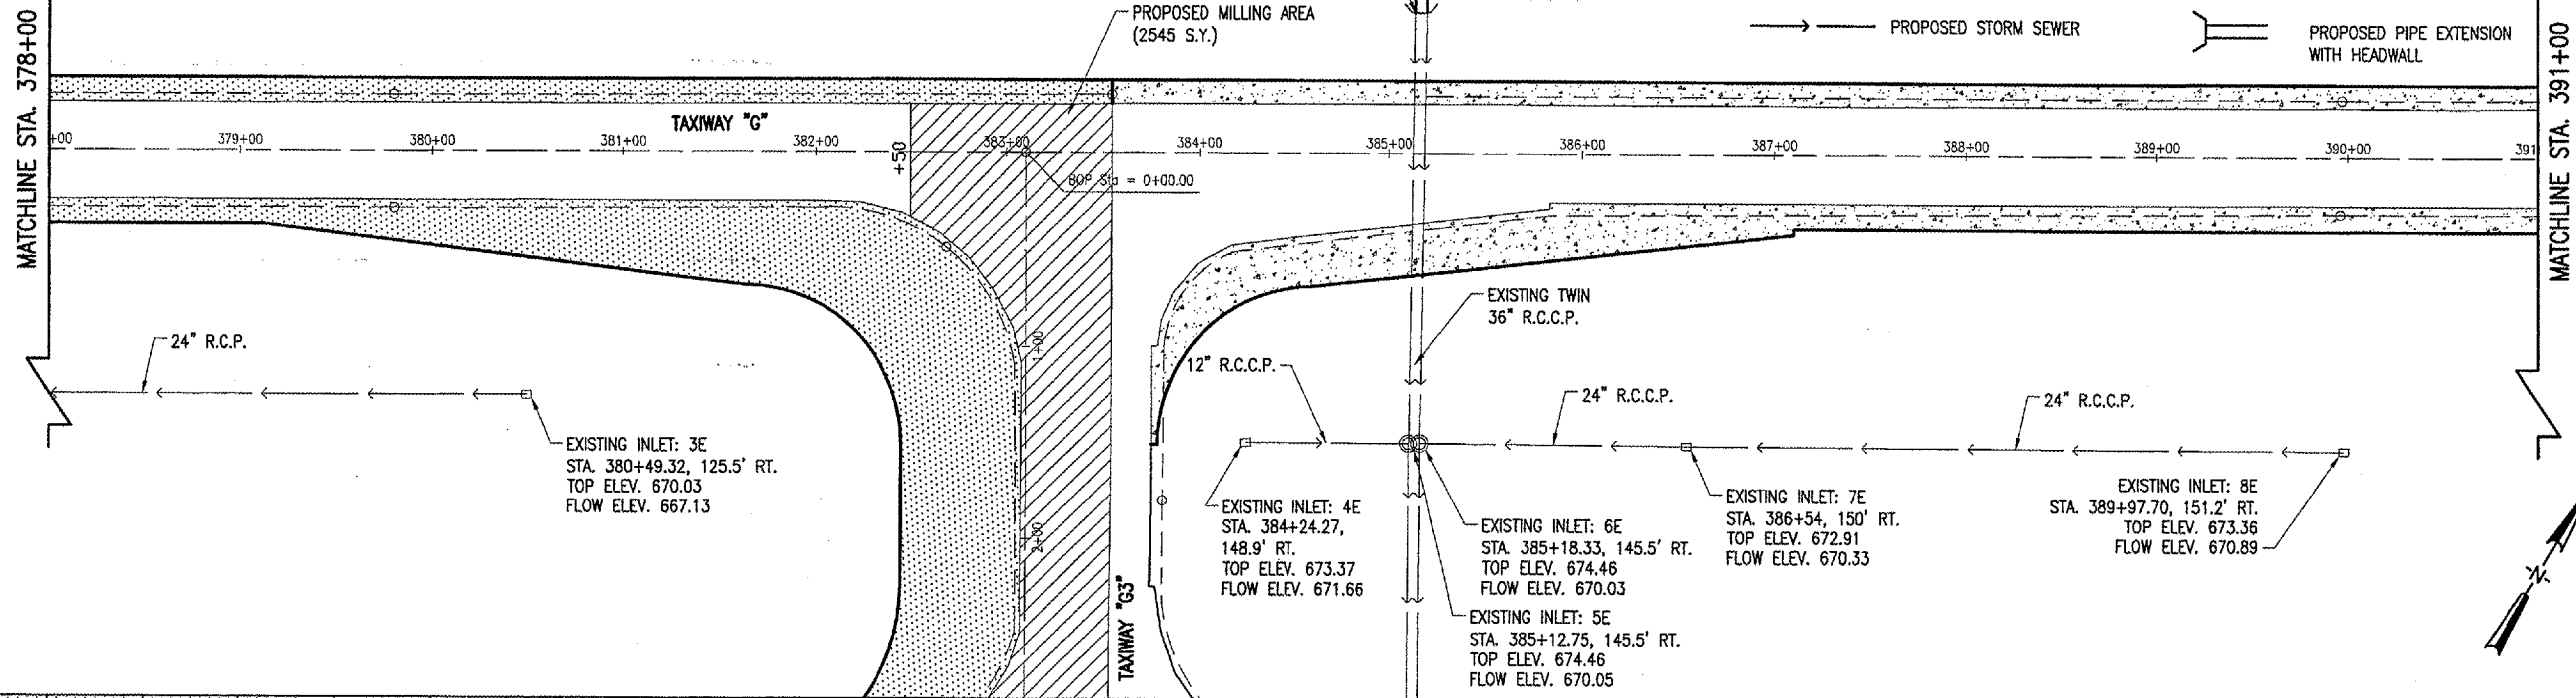 MATCHLINE STA. 378+00
PROPOSED MILLING AREA
(2545 S.Y.)
PROPOSED STORM SEWER
PROPOSED PIPE EXTENSION
WITH HEADWALL
MATCHLINE STA. 391+00
TAXIWAY "G"
+00
379+00
380+00
381+00
382+00
+50
383+00
384+00
385+00
386+00
387+00
388+00
389+00
390+00
391
BOP Sta = 0+00.00
EXISTING TWIN
36" R.C.C.P.
24" R.C.P.
1+00
12" R.C.C.P.
24" R.C.C.P.
24" R.C.C.P.
EXISTING INLET: 3E
STA. 380+49.32, 125.5' RT.
TOP ELEV. 670.03
FLOW ELEV. 667.13
2+00
TAXIWAY "G3"
EXISTING INLET: 4E
STA. 384+24.27,
148.9' RT.
TOP ELEV. 673.37
FLOW ELEV. 671.66
EXISTING INLET: 6E
STA. 385+18.33, 145.5' RT.
TOP ELEV. 674.46
FLOW ELEV. 670.03
EXISTING INLET: 5E
STA. 385+12.75, 145.5' RT.
TOP ELEV. 674.46
FLOW ELEV. 670.05
EXISTING INLET: 7E
STA. 386+54, 150' RT.
TOP ELEV. 672.91
FLOW ELEV. 670.33
EXISTING INLET: 8E
STA. 389+97.70, 151.2' RT.
TOP ELEV. 673.36
FLOW ELEV. 670.89
N